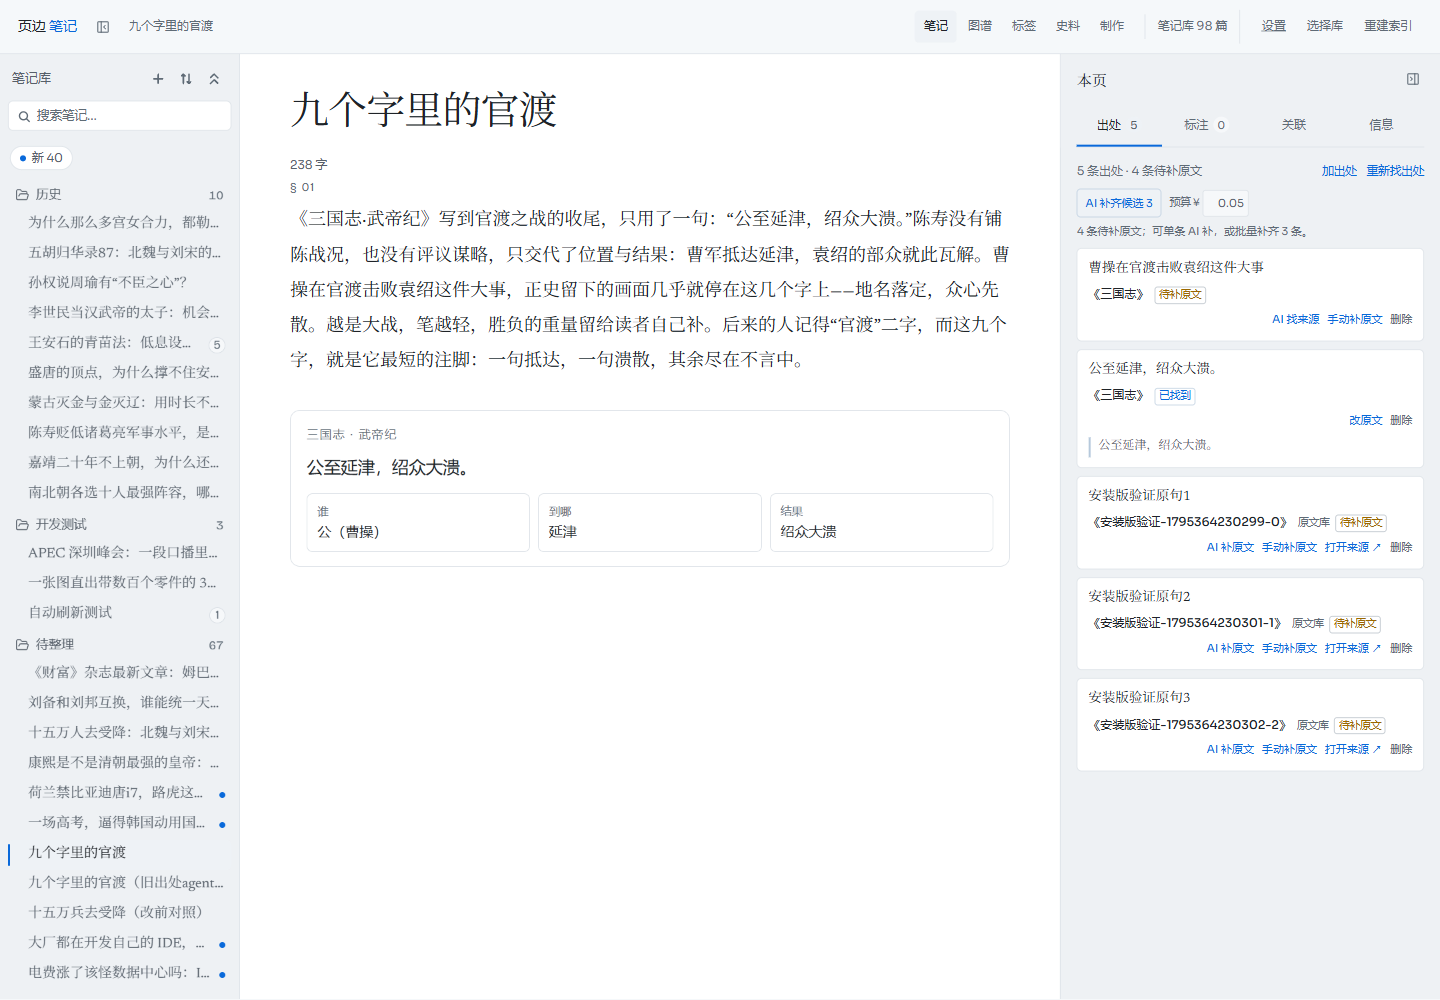 页边 笔记
九个字里的官渡
笔记
图谱
标签
史料
制作
笔记库 98 篇
设置
选择库
重建索引
笔记库
搜索笔记...
新 40
历史 10
为什么那么多宫女合力，都勒...
五胡归华录87：北魏与刘宋的...
孙权说周瑜有“不臣之心”？
李世民当汉武帝的太子：机会...
王安石的青苗法：低息设... 5
盛唐的顶点，为什么撑不住安...
蒙古灭金与金灭辽：用时长不...
陈寿贬低诸葛亮军事水平，是...
嘉靖二十年不上朝，为什么还...
南北朝各选十人最强阵容，哪...
开发测试 3
APEC 深圳峰会：一段口播里...
一张图直出带数百个零件的 3...
自动刷新测试 1
待整理 67
《财富》杂志最新文章：姆巴...
刘备和刘邦互换，谁能统一天...
十五万人去受降：北魏与刘宋...
康熙是不是清朝最强的皇帝：...
荷兰禁比亚迪唐i7，路虎这...
一场高考，逼得韩国动用国...
九个字里的官渡
九个字里的官渡（旧出处agent...
十五万兵去受降（改前对照）
大厂都在开发自己的 IDE，...
电费涨了该怪数据中心吗：I...
九个字里的官渡
238 字
§ 01
《三国志·武帝纪》写到官渡之战的收尾，只用了一句：“公至延津，绍众大溃。”陈寿没有铺
陈战况，也没有评议谋略，只交代了位置与结果：曹军抵达延津，袁绍的部众就此瓦解。曹
操在官渡击败袁绍这件大事，正史留下的画面几乎就停在这几个字上——地名落定，众心先
散。越是大战，笔越轻，胜负的重量留给读者自己补。后来的人记得“官渡”二字，而这九个
字，就是它最短的注脚：一句抵达，一句溃散，其余尽在不言中。
三国志 · 武帝纪
公至延津，绍众大溃。
谁
公（曹操）
到哪
延津
结果
绍众大溃
本页
出处 5
标注 0
关联
信息
5 条出处 · 4 条待补原文
加出处 重新找出处
AI 补齐候选 3 预算 ¥ 0.05
4 条待补原文；可单条 AI 补，或批量补齐 3 条。
曹操在官渡击败袁绍这件大事
《三国志》 待补原文
AI 找来源 手动补原文 删除
公至延津，绍众大溃。
《三国志》 已找到
改原文 删除
公至延津，绍众大溃。
安装版验证原句1
《安装版验证-1795364230299-0》 原文库 待补原文
AI 补原文 手动补原文 打开来源 ↗ 删除
安装版验证原句2
《安装版验证-1795364230301-1》 原文库 待补原文
AI 补原文 手动补原文 打开来源 ↗ 删除
安装版验证原句3
《安装版验证-1795364230302-2》 原文库 待补原文
AI 补原文 手动补原文 打开来源 ↗ 删除